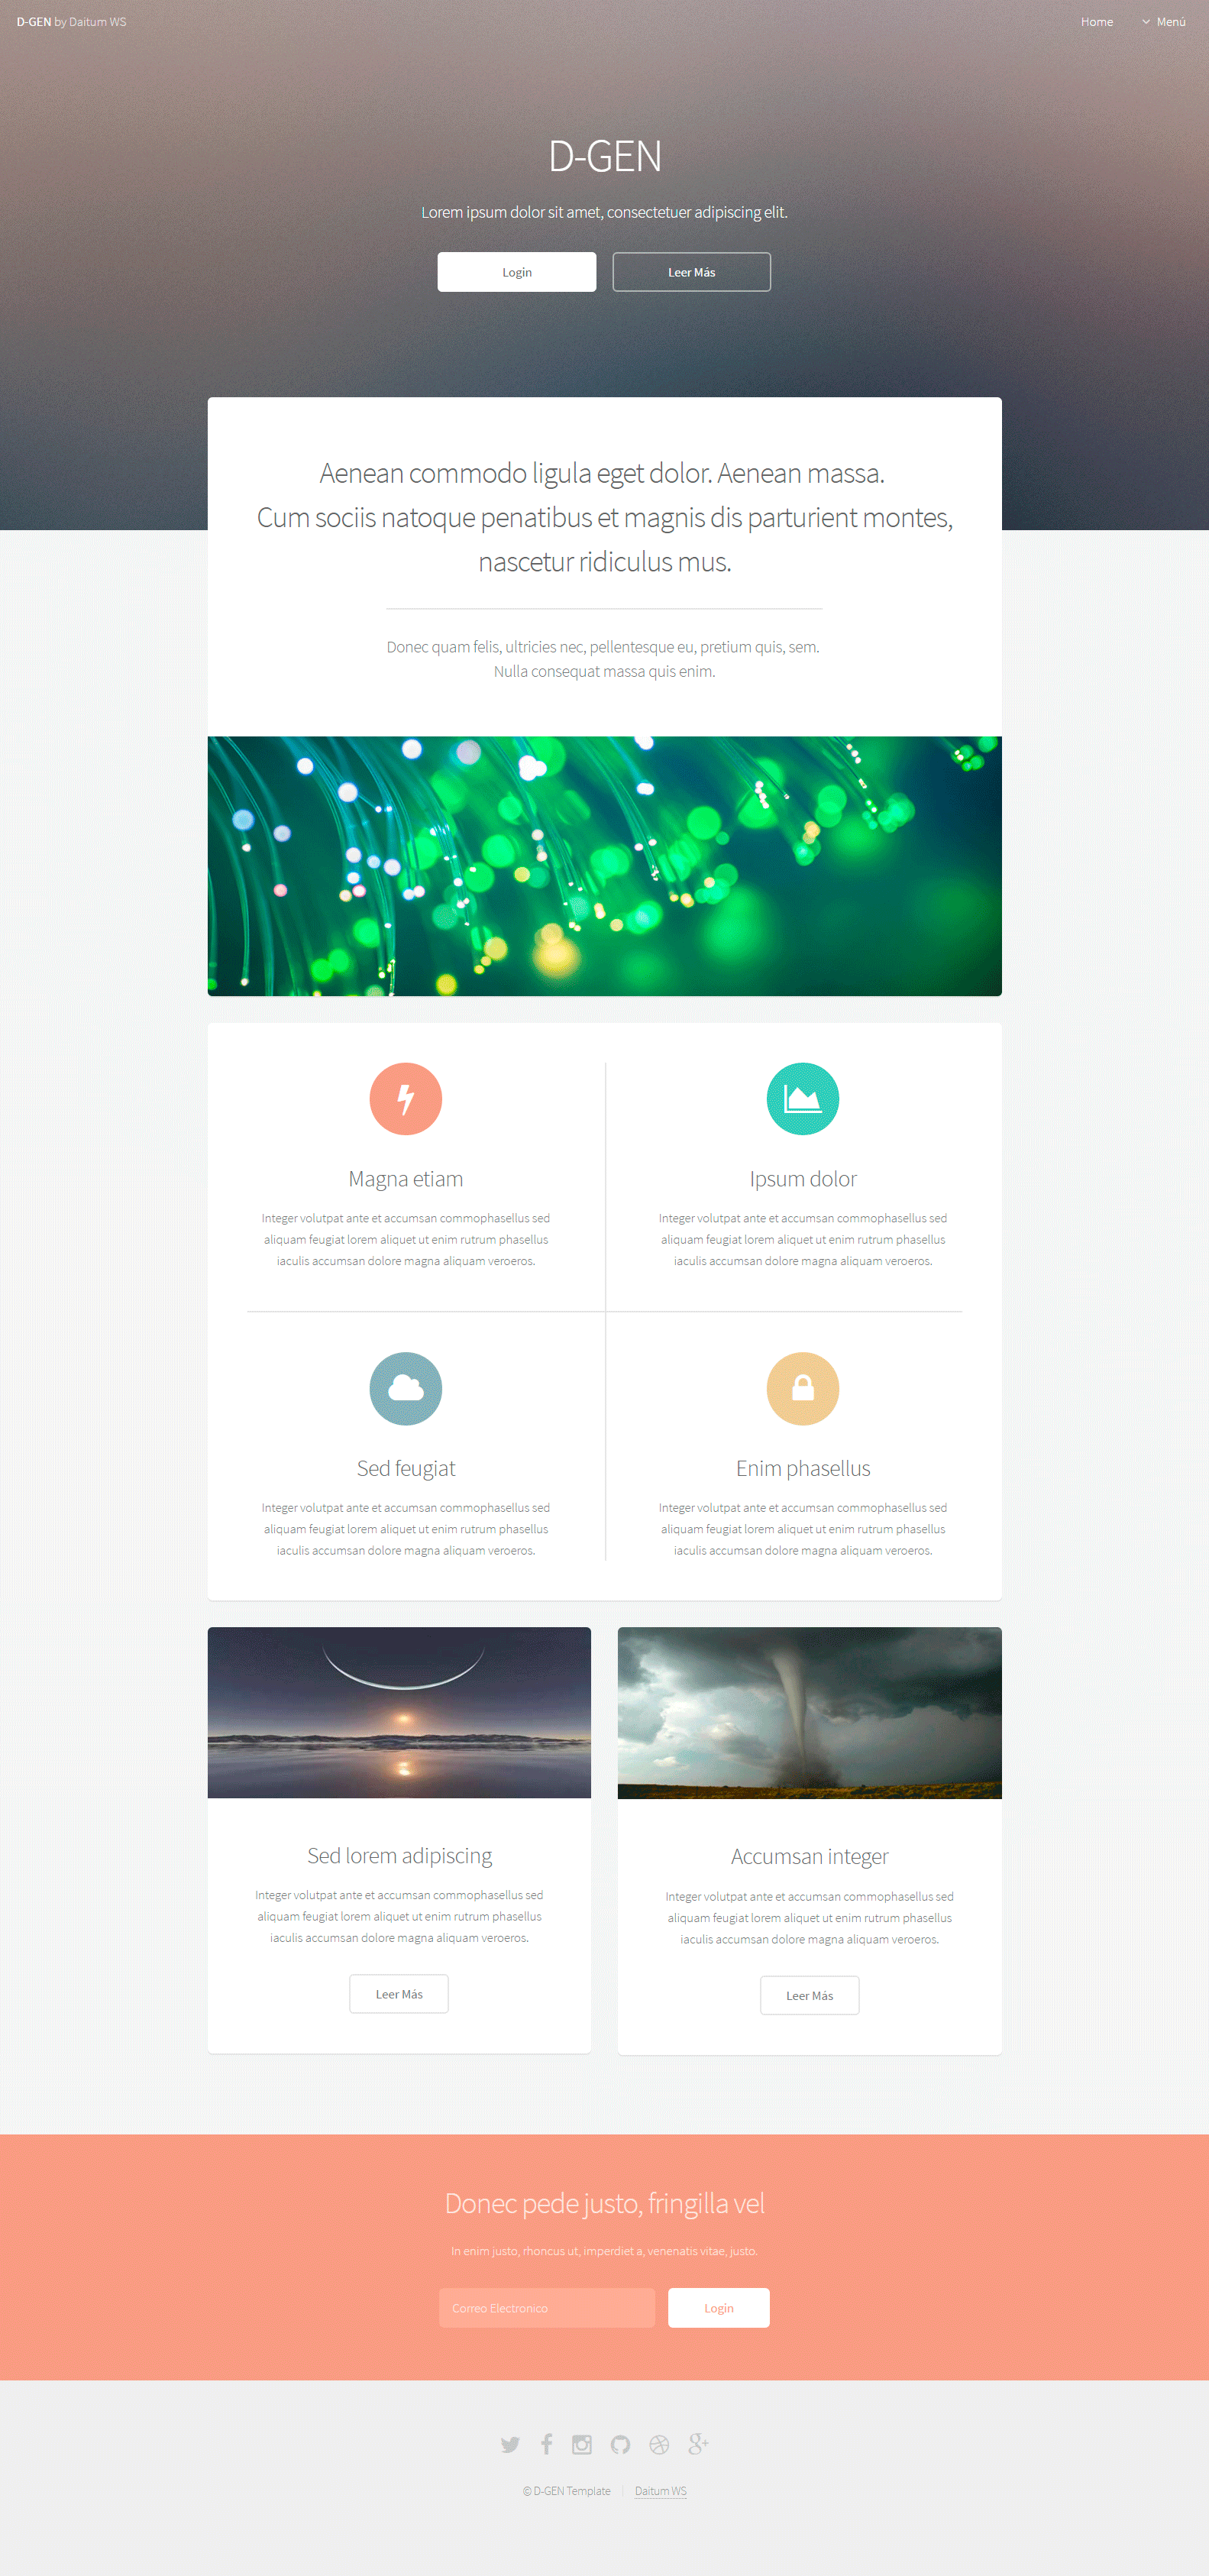 D-GEN by Daitum WS
Home
Menú
D-GEN
Lorem ipsum dolor sit amet, consectetuer adipiscing elit.
Login
Leer Más
Aenean commodo ligula eget dolor. Aenean massa.
Cum sociis natoque penatibus et magnis dis parturient montes,
nascetur ridiculus mus.
Donec quam felis, ultricies nec, pellentesque eu, pretium quis, sem.
Nulla consequat massa quis enim.
Magna etiam
Integer volutpat ante et accumsan commophasellus sed
aliquam feugiat lorem aliquet ut enim rutrum phasellus
iaculis accumsan dolore magna aliquam veroeros.
Ipsum dolor
Integer volutpat ante et accumsan commophasellus sed
aliquam feugiat lorem aliquet ut enim rutrum phasellus
iaculis accumsan dolore magna aliquam veroeros.
Sed feugiat
Integer volutpat ante et accumsan commophasellus sed
aliquam feugiat lorem aliquet ut enim rutrum phasellus
iaculis accumsan dolore magna aliquam veroeros.
Enim phasellus
Integer volutpat ante et accumsan commophasellus sed
aliquam feugiat lorem aliquet ut enim rutrum phasellus
iaculis accumsan dolore magna aliquam veroeros.
Sed lorem adipiscing
Integer volutpat ante et accumsan commophasellus sed
aliquam feugiat lorem aliquet ut enim rutrum phasellus
iaculis accumsan dolore magna aliquam veroeros.
Leer Más
Accumsan integer
Integer volutpat ante et accumsan commophasellus sed
aliquam feugiat lorem aliquet ut enim rutrum phasellus
iaculis accumsan dolore magna aliquam veroeros.
Leer Más
Donec pede justo, fringilla vel
In enim justo, rhoncus ut, imperdiet a, venenatis vitae, justo.
Correo Electronico
Login
© D-GEN Template
Daitum WS